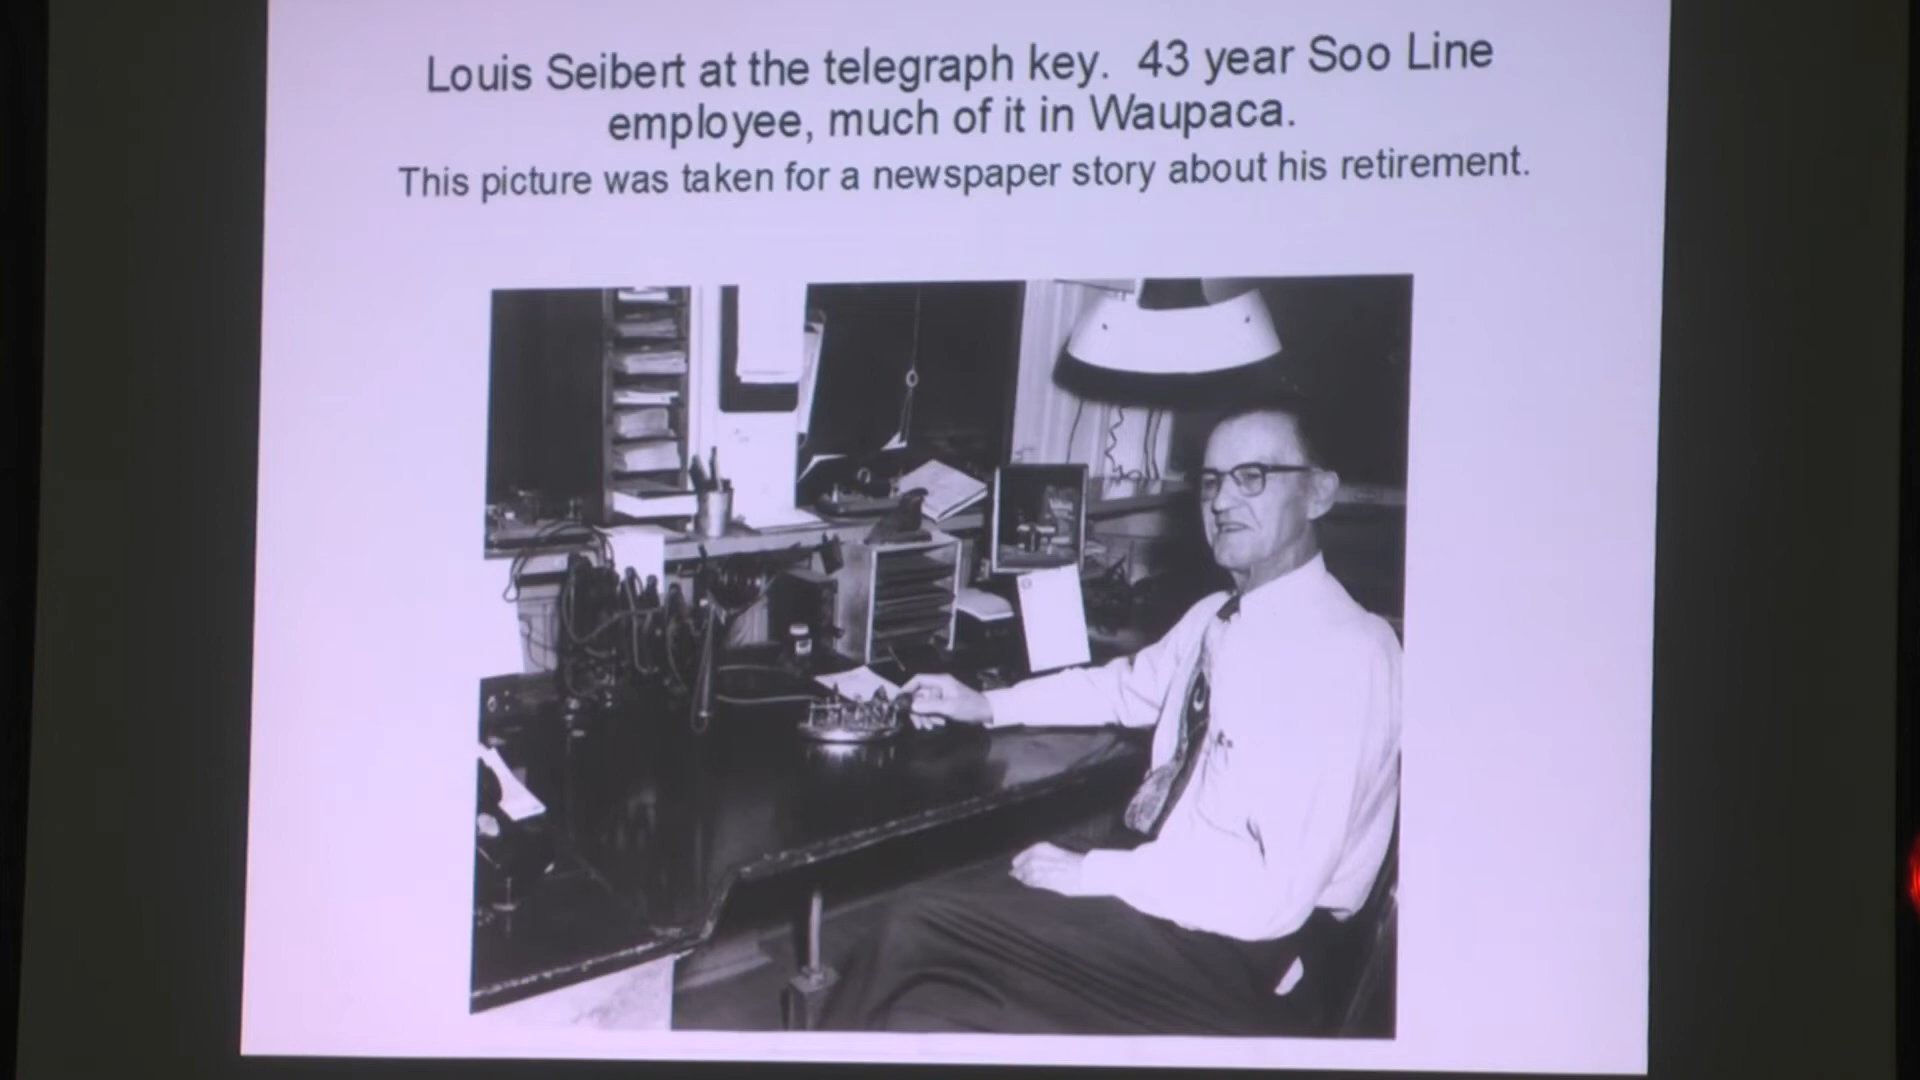 Louis Seibert at the telegraph key. 43 year Soo Line
employee, much of it in Waupaca.
This picture was taken for a newspaper story about his retirement.